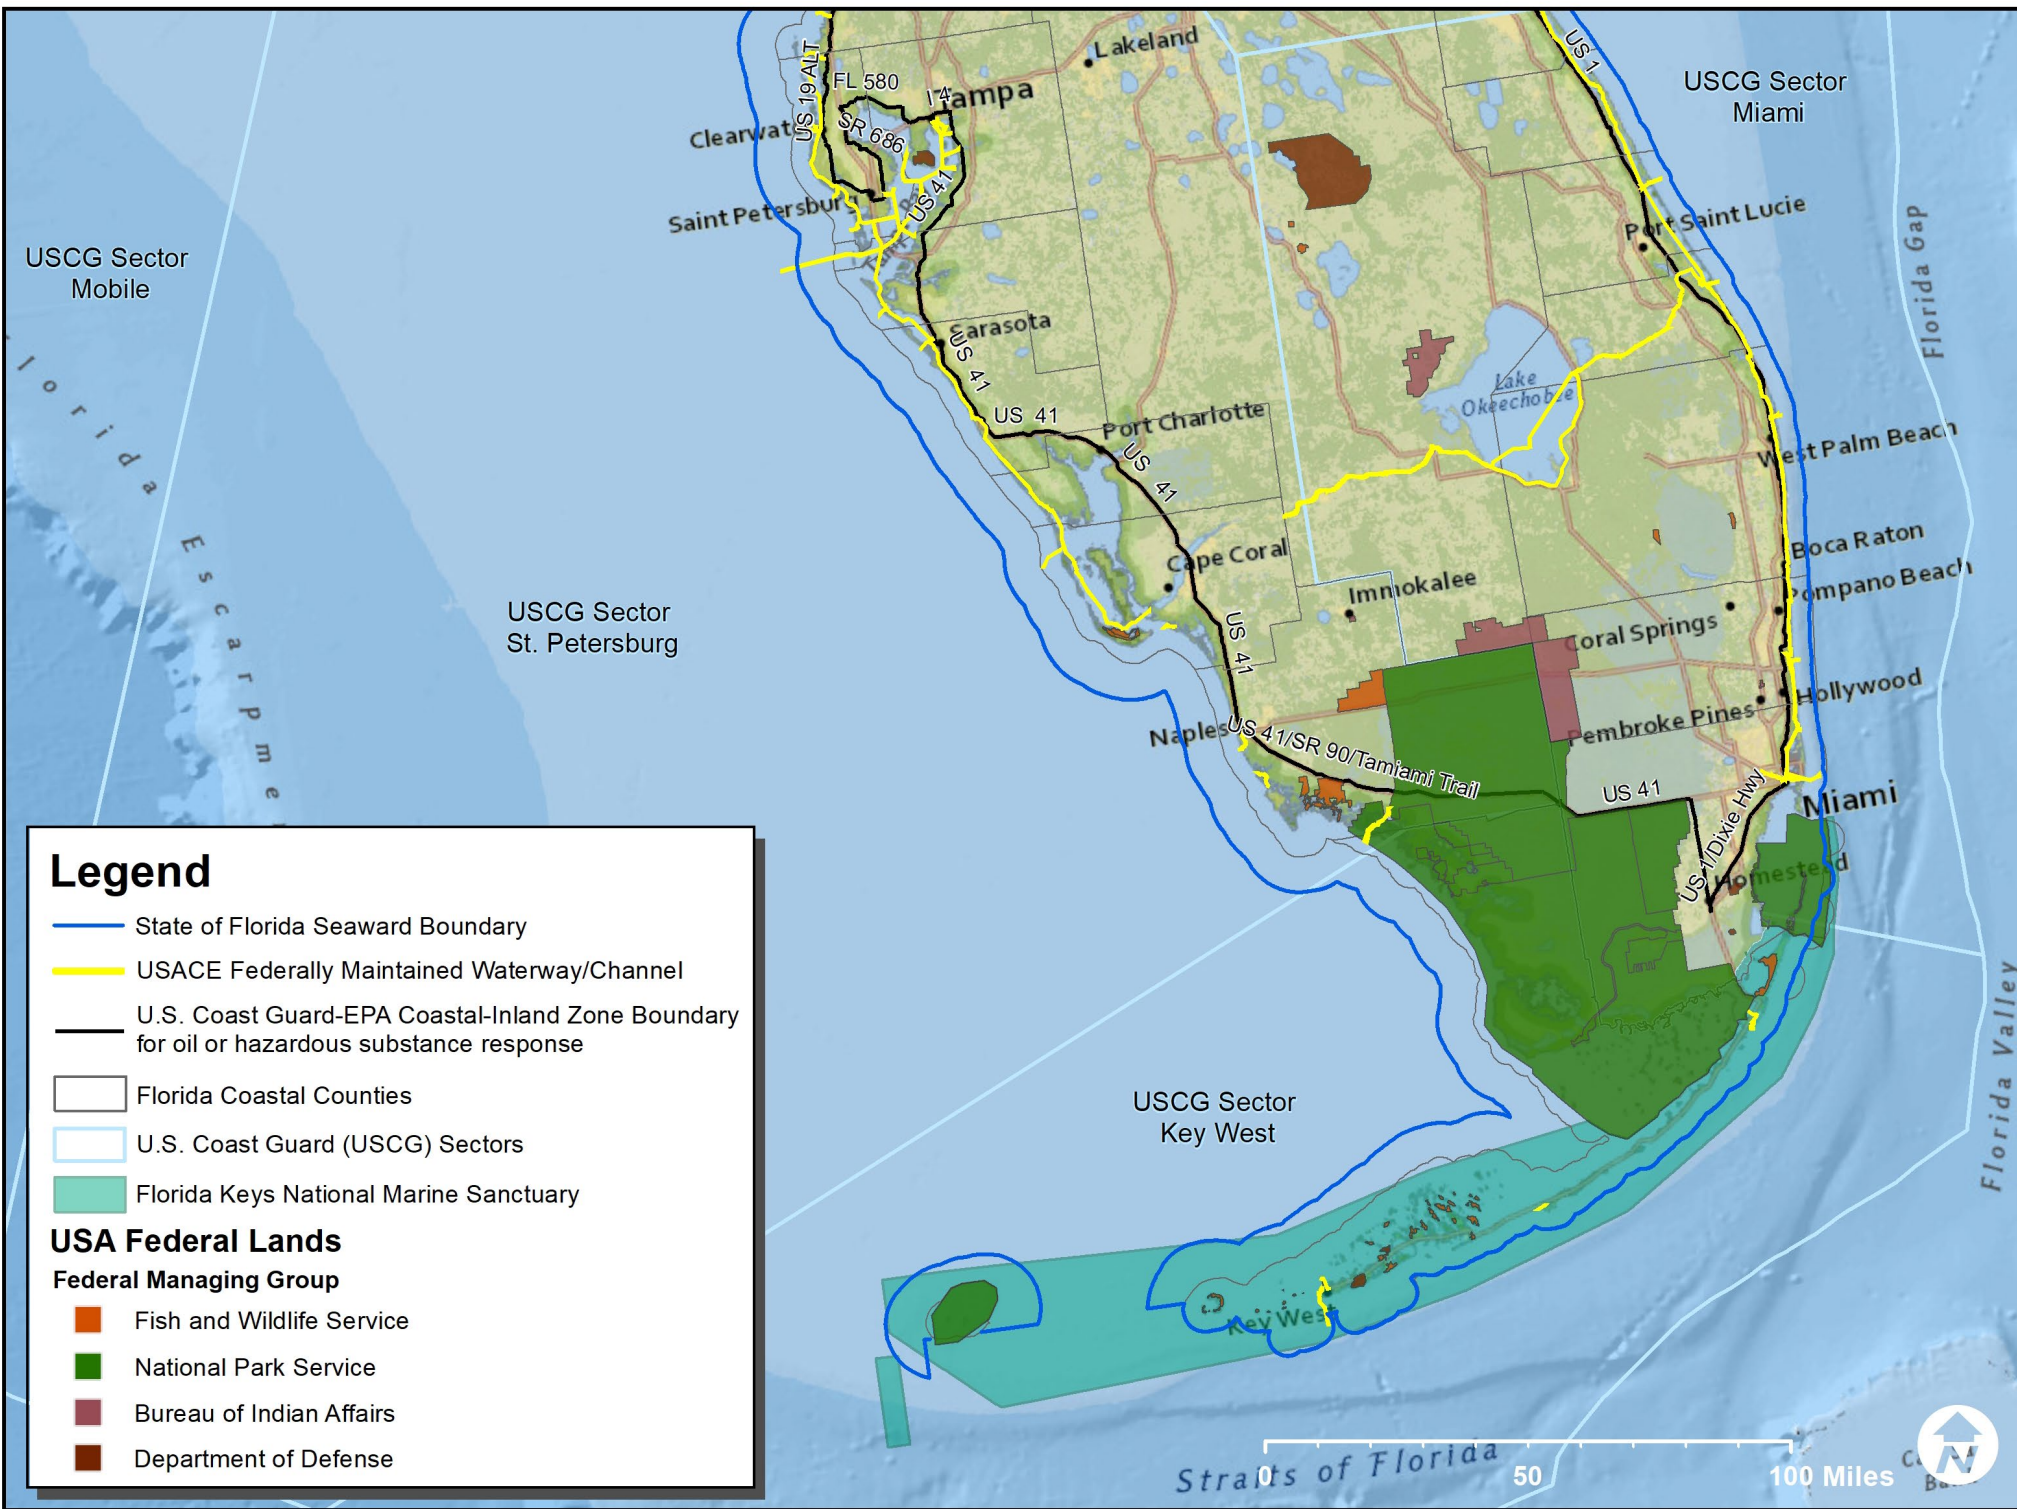 Lakeland
US 1
USCG Sector
Miami
US 19 ALT
FL 580
I 4
Tampa
SR 686
US 41
Saint Petersburg
Port Saint Lucie
Florida Gap
USCG Sector
Mobile
Sarasota
US 41
Lake
Okeechobee
US 41
Port Charlotte
US 41
West Palm Beach
Florida Escarpme
Cape Coral
Boca Raton
Immokalee
Pompano Beach
USCG Sector
St. Petersburg
US 41
Coral Springs
Hollywood
Pembroke Pines
Naples
US 41/SR 90/Tamiami Trail
US 41
Miami
US 1/Dixie Hwy
Homestead
Florida Valley
USCG Sector
Key West
Key West
Straits of Florida
0 50 100 Miles
N
Legend
State of Florida Seaward Boundary
USACE Federally Maintained Waterway/Channel
U.S. Coast Guard-EPA Coastal-Inland Zone Boundary
for oil or hazardous substance response
Florida Coastal Counties
U.S. Coast Guard (USCG) Sectors
Florida Keys National Marine Sanctuary
USA Federal Lands
Federal Managing Group
Fish and Wildlife Service
National Park Service
Bureau of Indian Affairs
Department of Defense